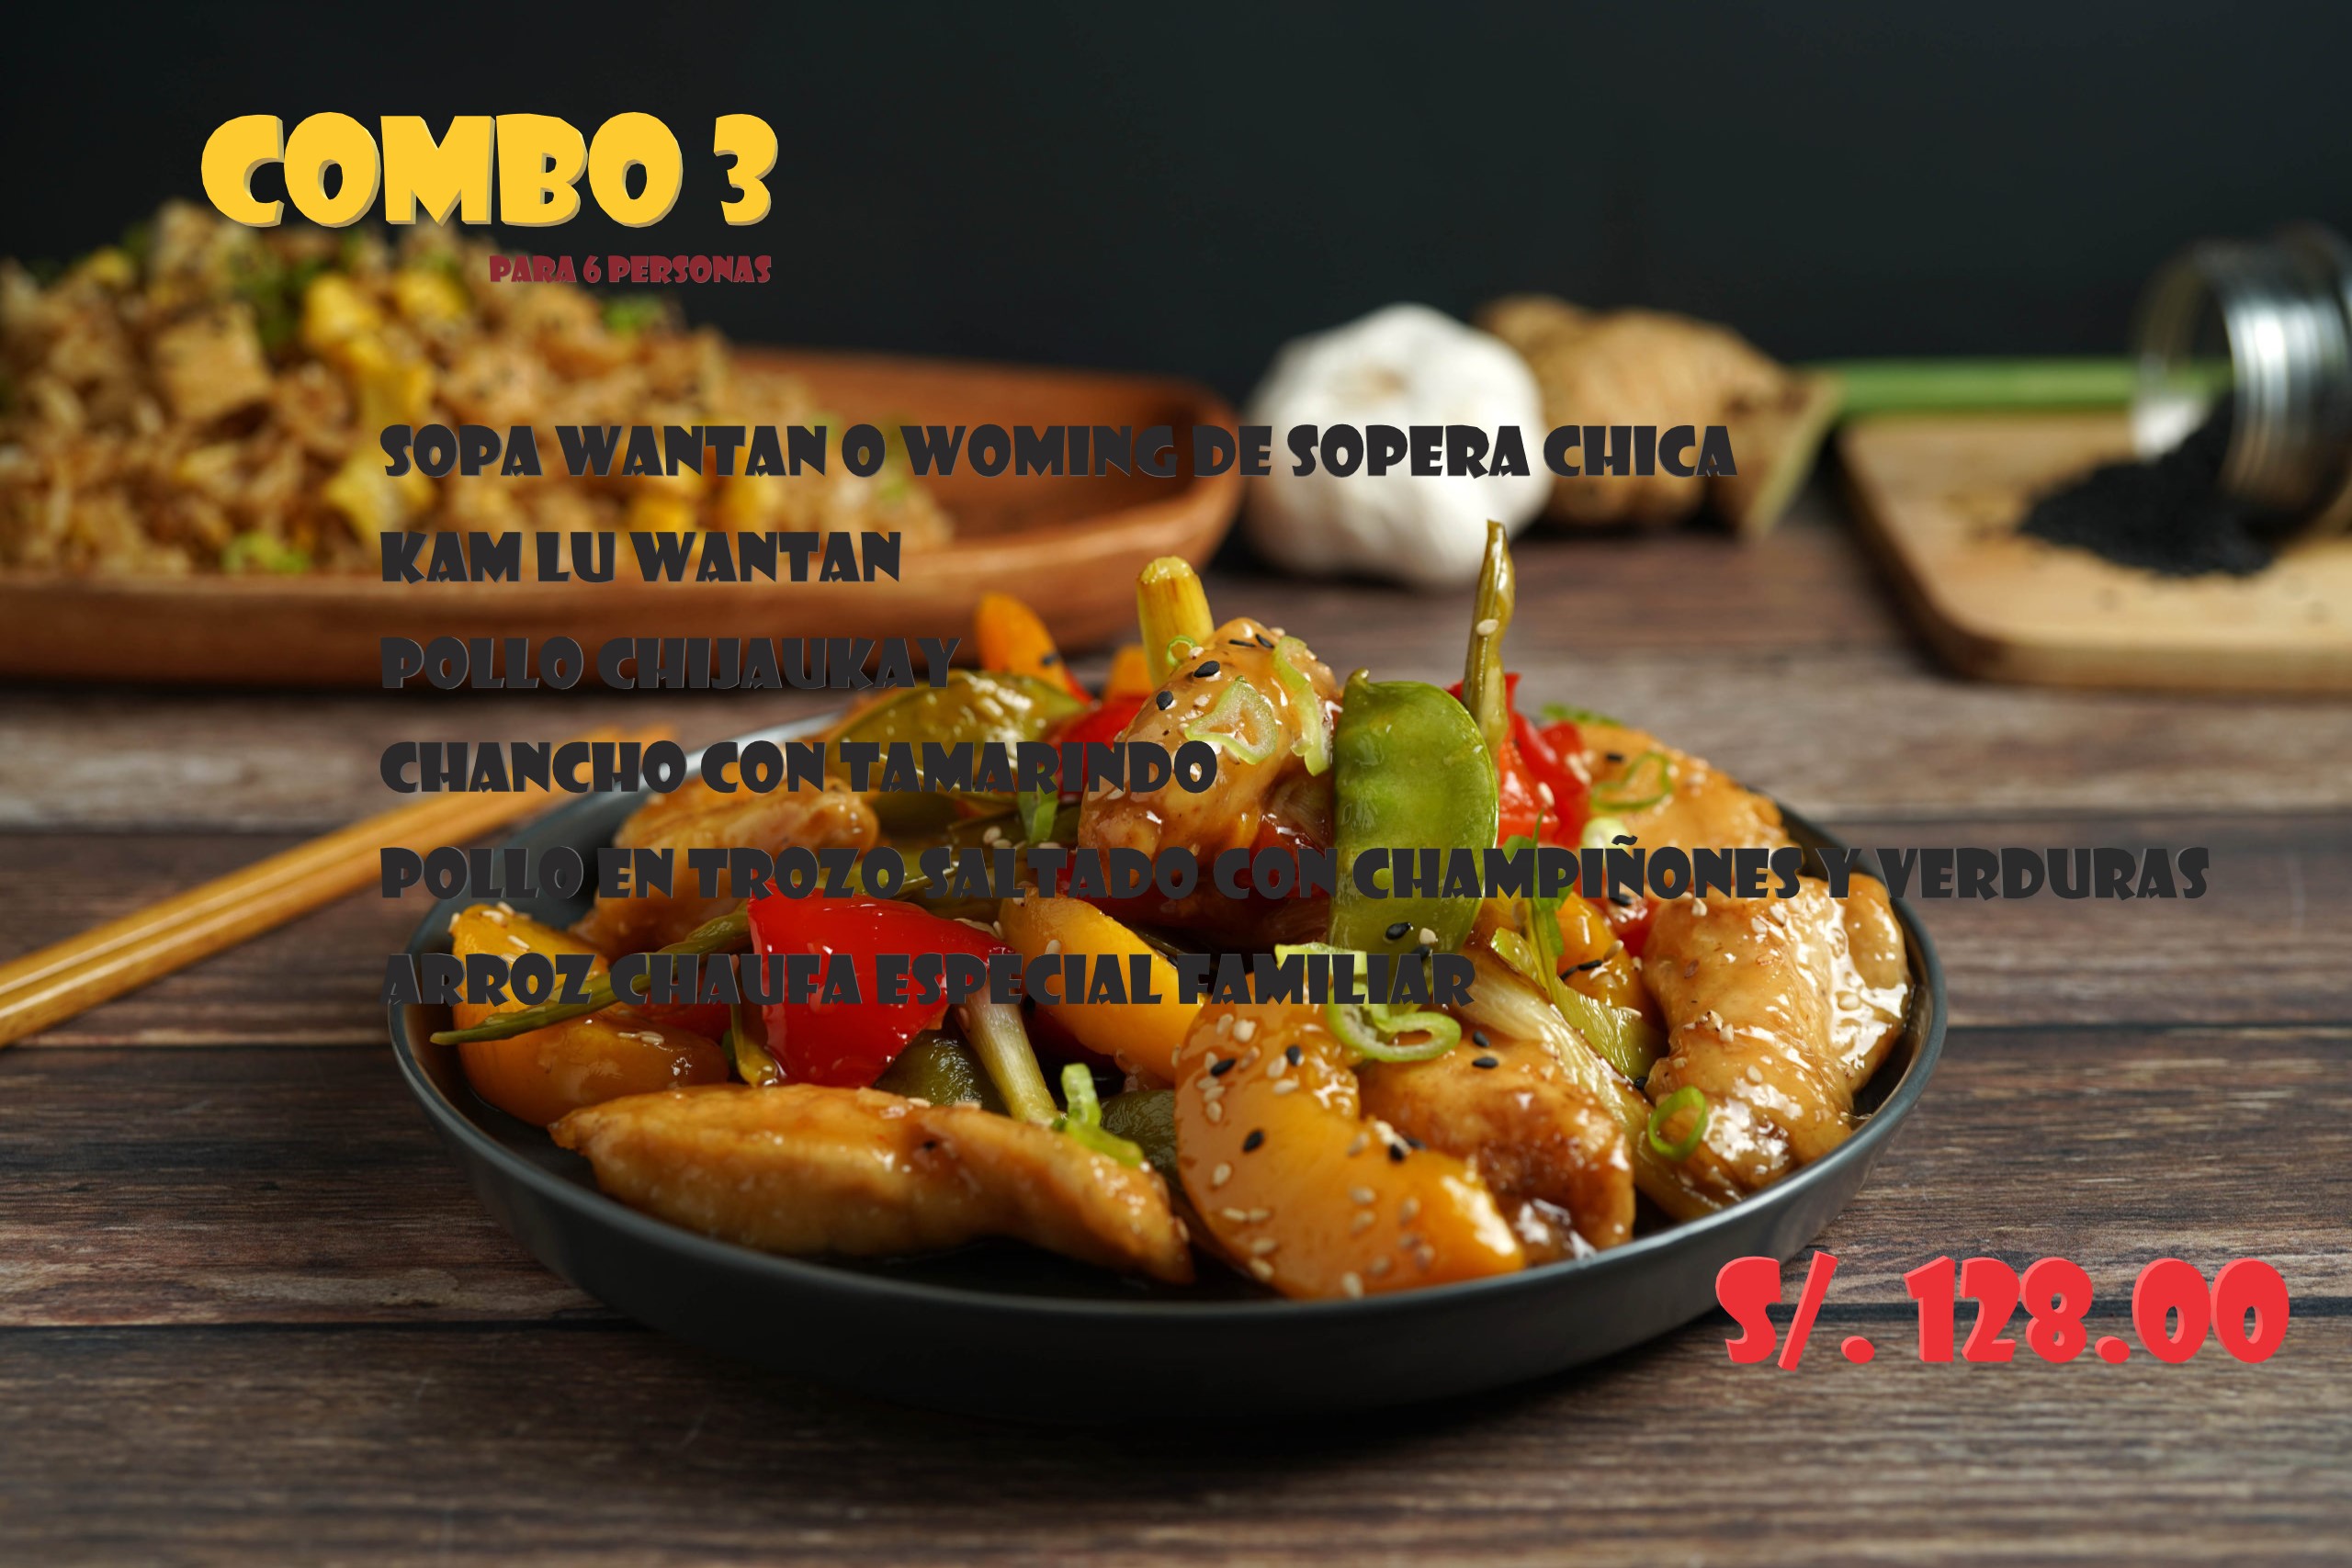 COMBO 3
PARA 6 PERSONAS
SOPA WANTAN O WOMING DE SOPERA CHICA
KAM LU WANTAN
POLLO CHIJAUKAY
CHANCHO CON TAMARINDO
POLLO EN TROZO SALTADO CON CHAMPIÑONES Y VERDURAS
ARROZ CHAUFA ESPECIAL FAMILIAR
S/. 128.00